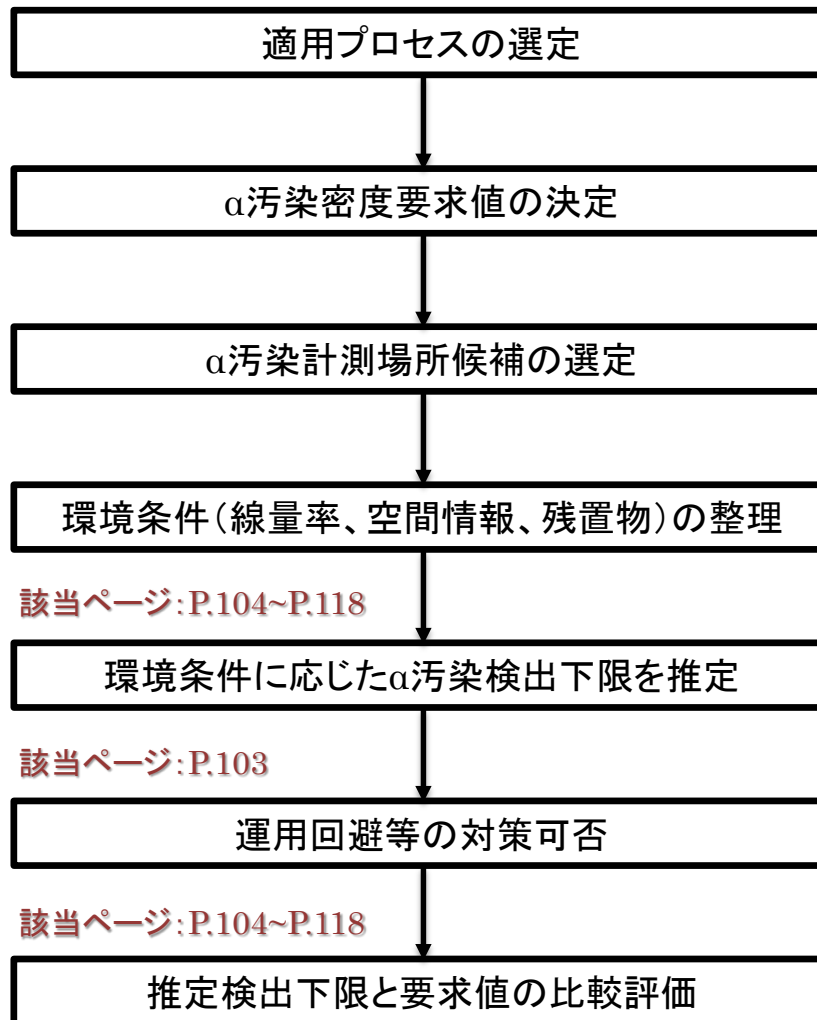 適用プロセスの選定
α汚染密度要求値の決定
α汚染計測場所候補の選定
環境条件(線量率、空間情報、残置物)の整理
該当ページ:P.104~P.118
環境条件に応じたα汚染検出下限を推定
該当ページ:P.103
運用回避等の対策可否
該当ページ:P.104~P.118
推定検出下限と要求値の比較評価